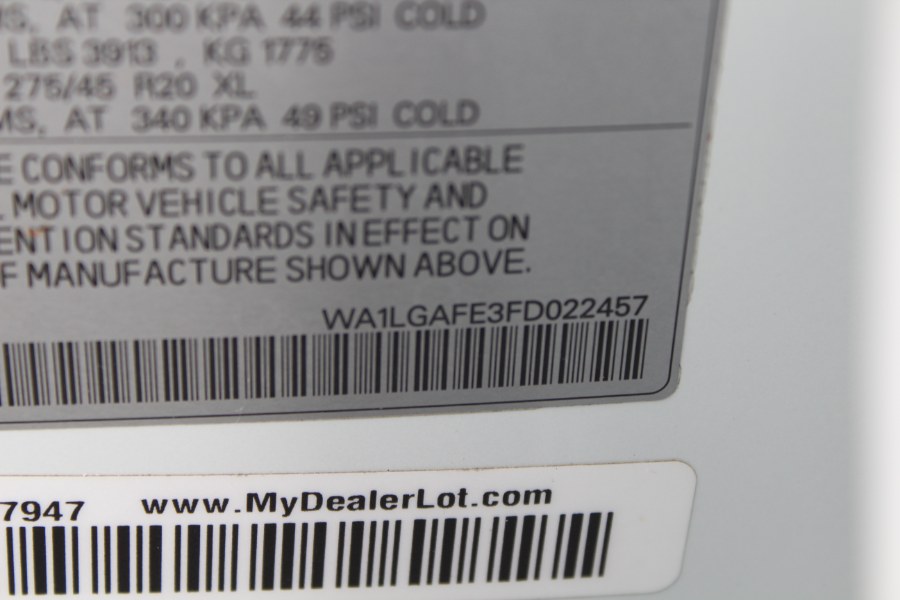 MS, AT 300 KPA 44 PSI COLD
LBS 3913 , KG 1775
275/45 R20 XL
MS, AT 340 KPA 49 PSI COLD
E CONFORMS TO ALL APPLICABLE
L MOTOR VEHICLE SAFETY AND
ENTION STANDARDS IN EFFECT ON
F MANUFACTURE SHOWN ABOVE.
WA1LGAFE3FD022457
7947 www.MyDealerLot.com